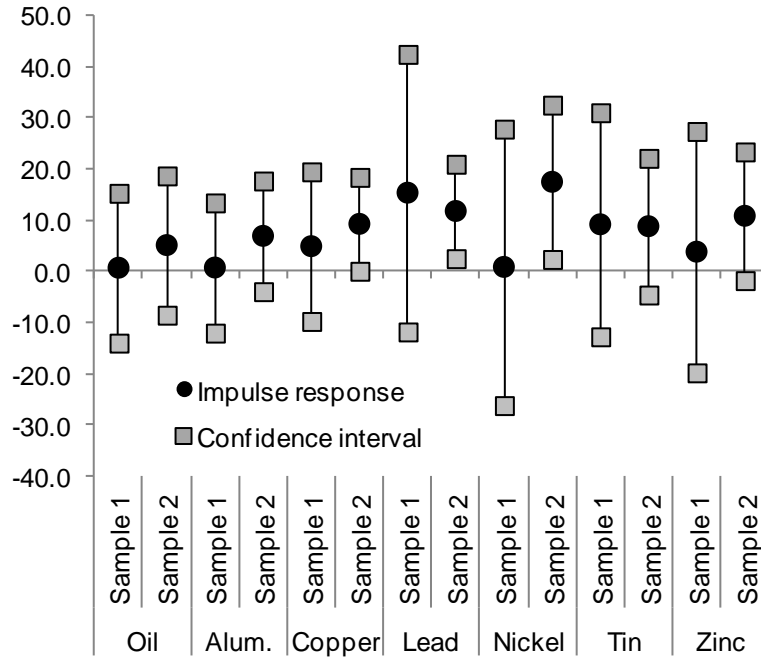 50.0
40.0
30.0
20.0
10.0
0.0
-10.0
-20.0
-30.0
-40.0
Impulse response
Confidence interval
Sample 1
Sample 2
Sample 1
Sample 2
Sample 1
Sample 2
Sample 1
Sample 2
Sample 1
Sample 2
Sample 1
Sample 2
Sample 1
Sample 2
Oil Alum. Copper Lead Nickel Tin Zinc